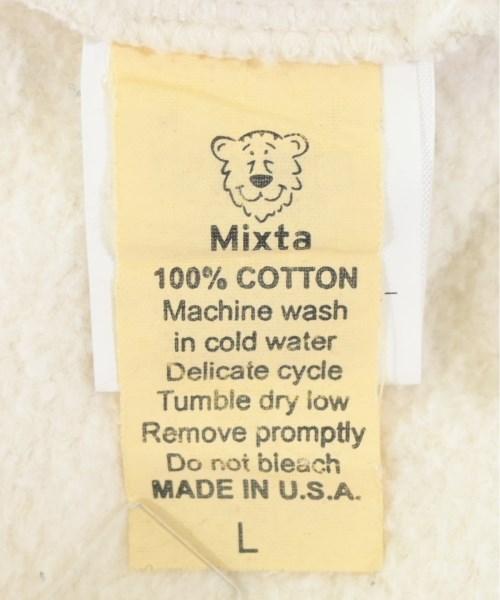 Mixta
100% COTTON
Machine wash
in cold water
Delicate cycle
Tumble dry low
Remove promptly
Do not bleach
MADE IN U.S.A.
L